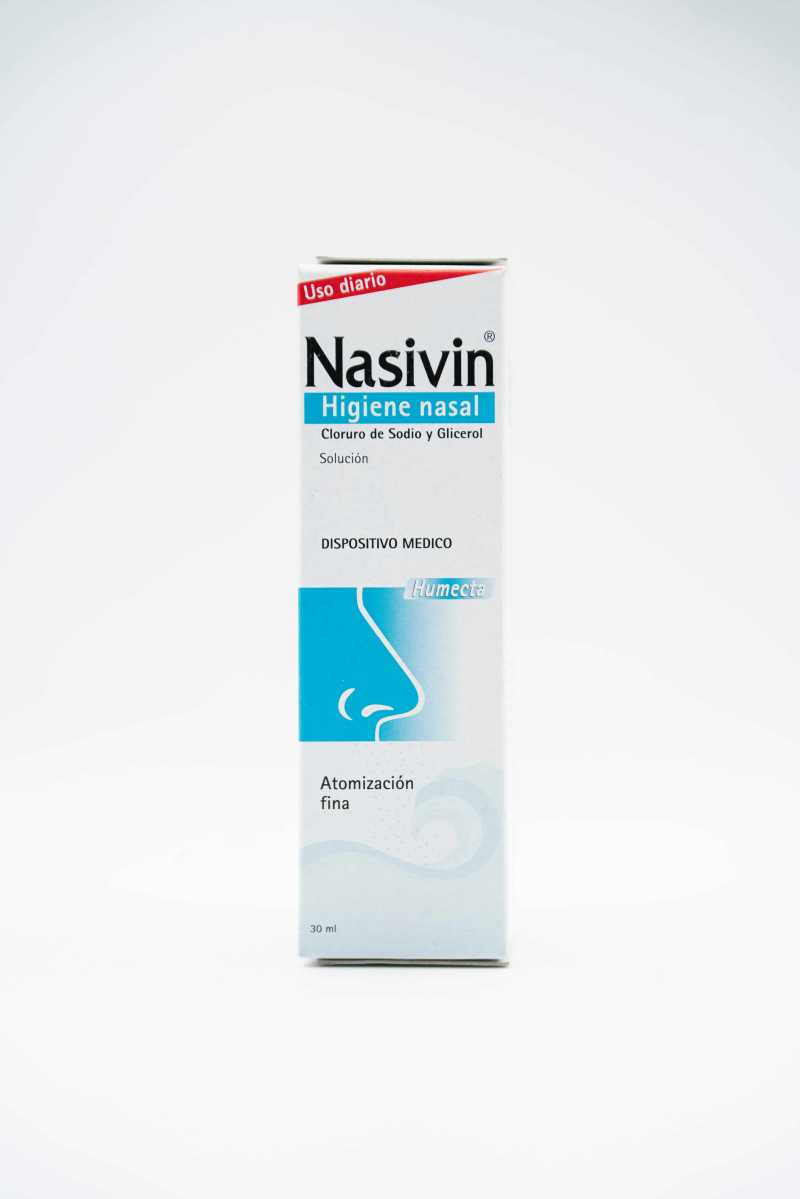 Uso diario
Nasivin®
Higiene nasal
Cloruro de Sodio y Glicerol
Solución
DISPOSITIVO MEDICO
Humecta
Atomización
fina
30 ml